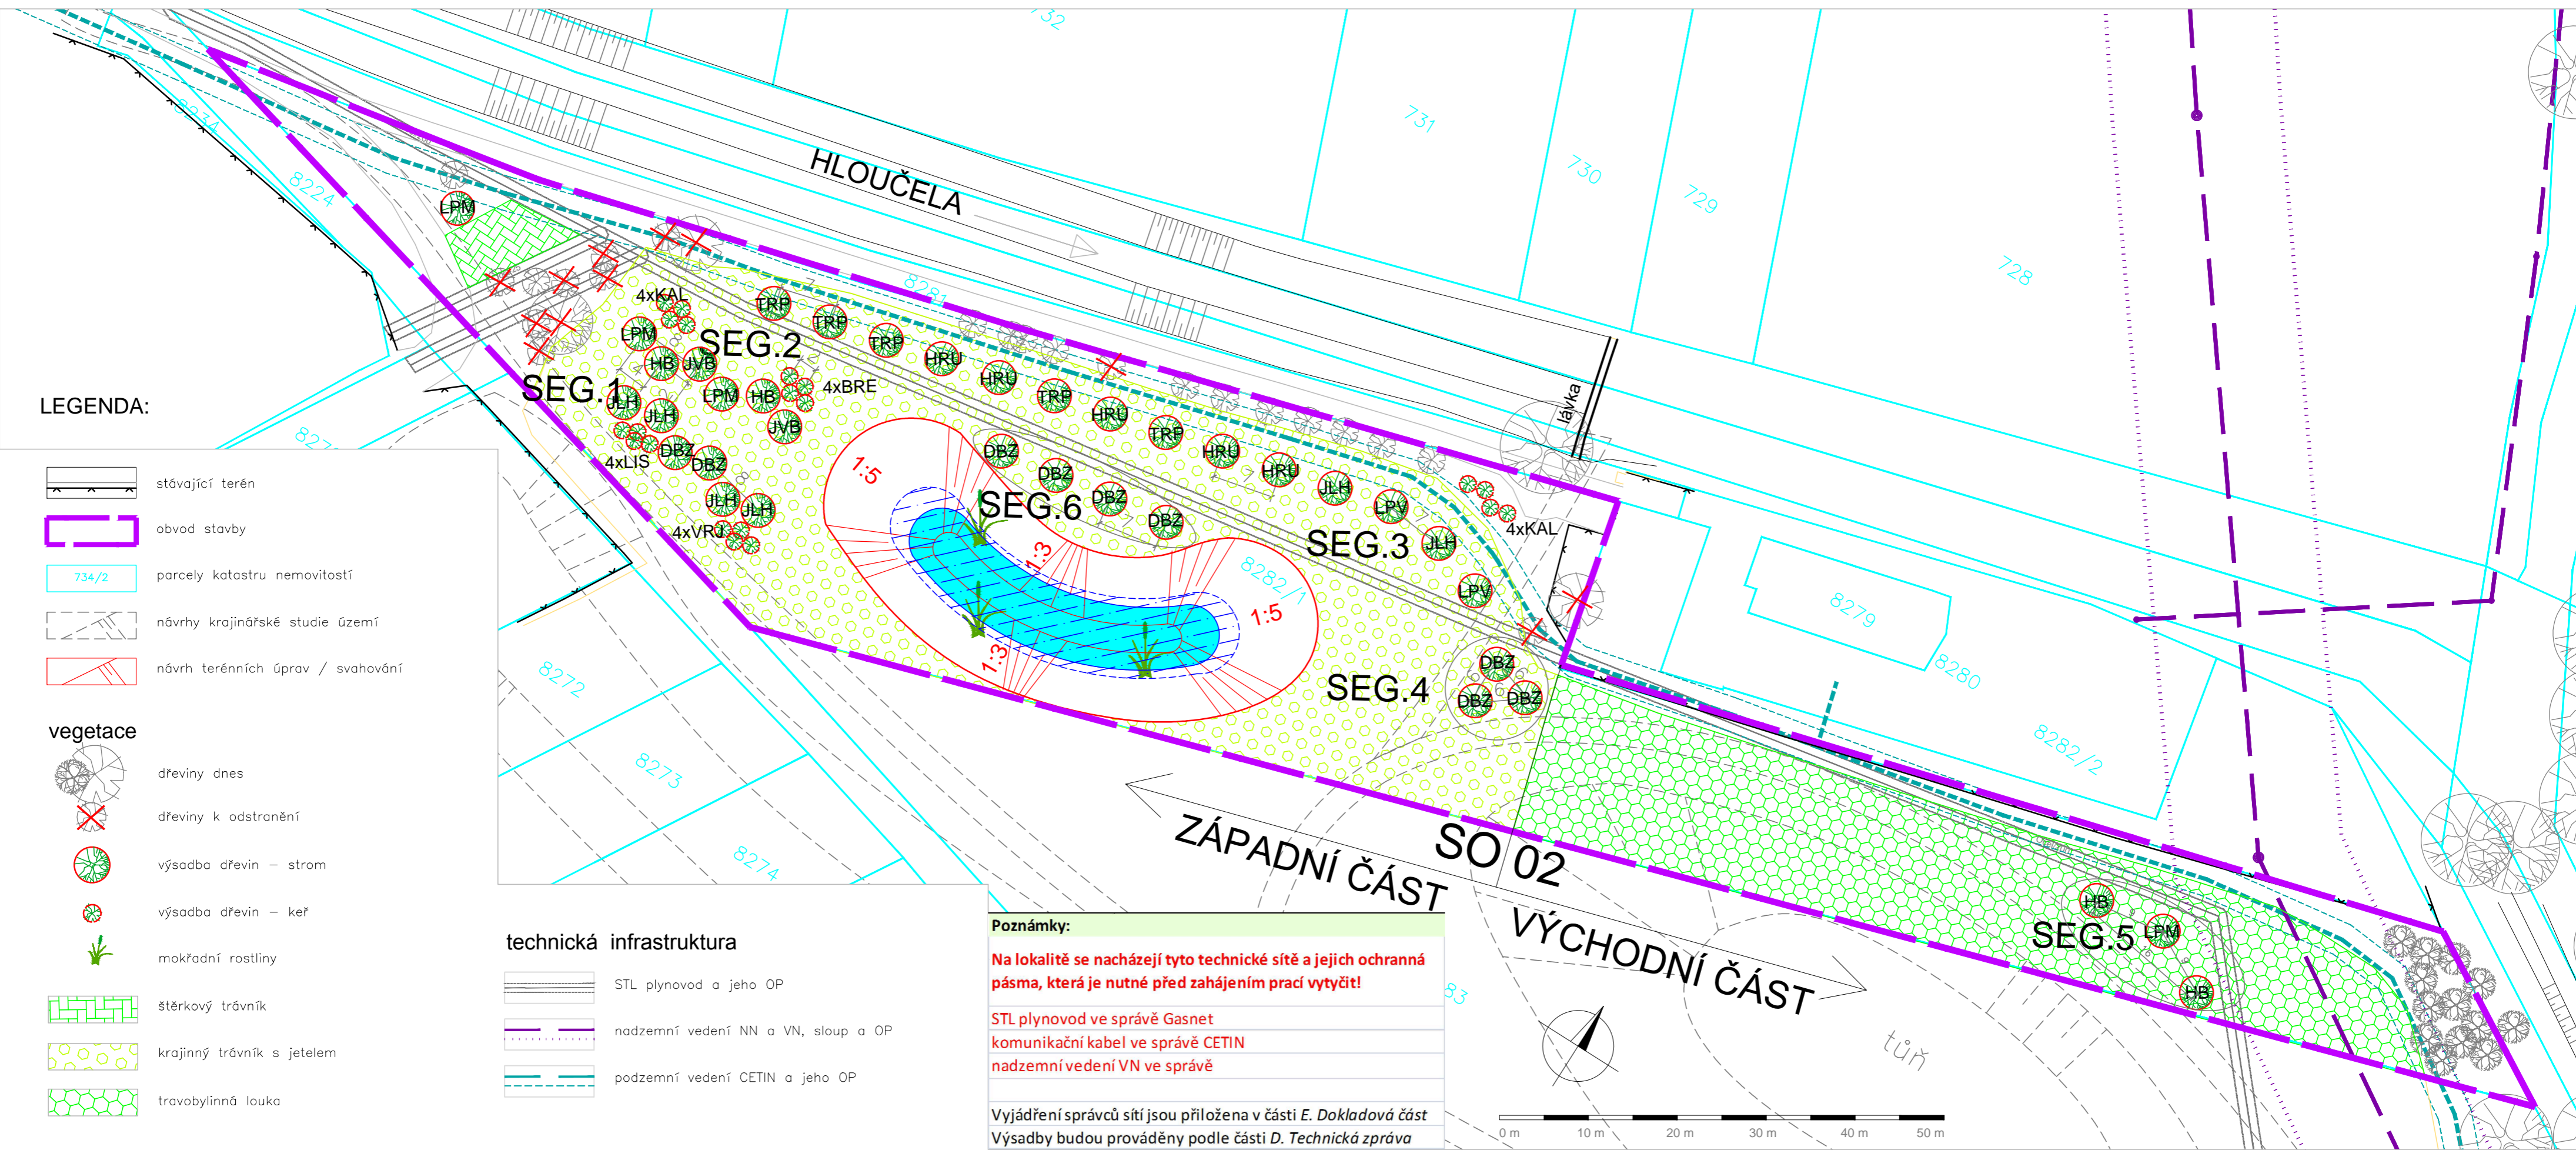 732
731
730
729
728
8234
8224
HLOUČELA
8281
lávka
LPM
4xKAL
TRP
TRP
TRP
HRU
HRU
TRP
HRU
TRP
HRU
HRU
JLH
LPV
JLH
LPV
4xKAL
SEG.2
LPM
HB
JVB
LPM
HB
4xBRE
JVB
SEG.1
JLH
JLH
4xLIS
DBZ
DBZ
JLH
JLH
4xVRJ
DBZ
DBZ
DBZ
DBZ
SEG.6
SEG.3
1:5
1:3
1:3
1:5
8282/1
SEG.4
DBZ
DBZ
DBZ
8279
8280
8282/2
8272
8273
8274
ZÁPADNÍ ČÁST
SO 02
VÝCHODNÍ ČÁST
SEG.5
HB
LPM
HB
tůň
83
LEGENDA:
stávající terén
obvod stavby
734/2
parcely katastru nemovitostí
návrhy krajinářské studie území
návrh terénních úprav / svahování
vegetace
dřeviny dnes
dřeviny k odstranění
výsadba dřevin – strom
výsadba dřevin – keř
mokřadní rostliny
štěrkový trávník
krajinný trávník s jetelem
travobylinná louka
technická infrastruktura
STL plynovod a jeho OP
nadzemní vedení NN a VN, sloup a OP
podzemní vedení CETIN a jeho OP
Poznámky:
Na lokalitě se nacházejí tyto technické sítě a jejich ochranná
pásma, která je nutné před zahájením prací vytyčit!
STL plynovod ve správě Gasnet
komunikační kabel ve správě CETIN
nadzemní vedení VN ve správě
Vyjádření správců sítí jsou přiložena v části E. Dokladová část
Výsadby budou prováděny podle části D. Technická zpráva
0 m 10 m 20 m 30 m 40 m 50 m